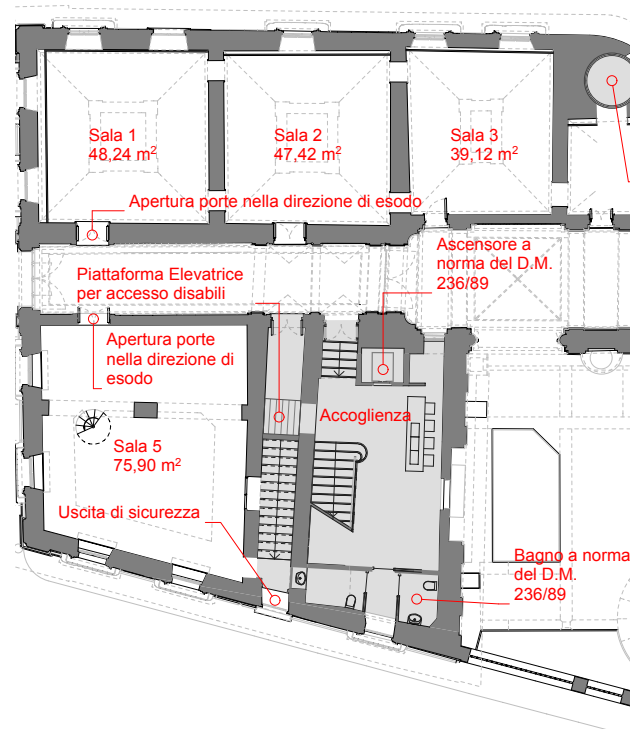 Sala 1
48,24 m²
Sala 2
47,42 m²
Sala 3
39,12 m²
Apertura porte nella direzione di esodo
Piattaforma Elevatrice
per accesso disabili
Ascensore a
norma del D.M.
236/89
Apertura porte
nella direzione di
esodo
Accoglienza
Sala 5
75,90 m²
Uscita di sicurezza
Bagno a norma
del D.M.
236/89